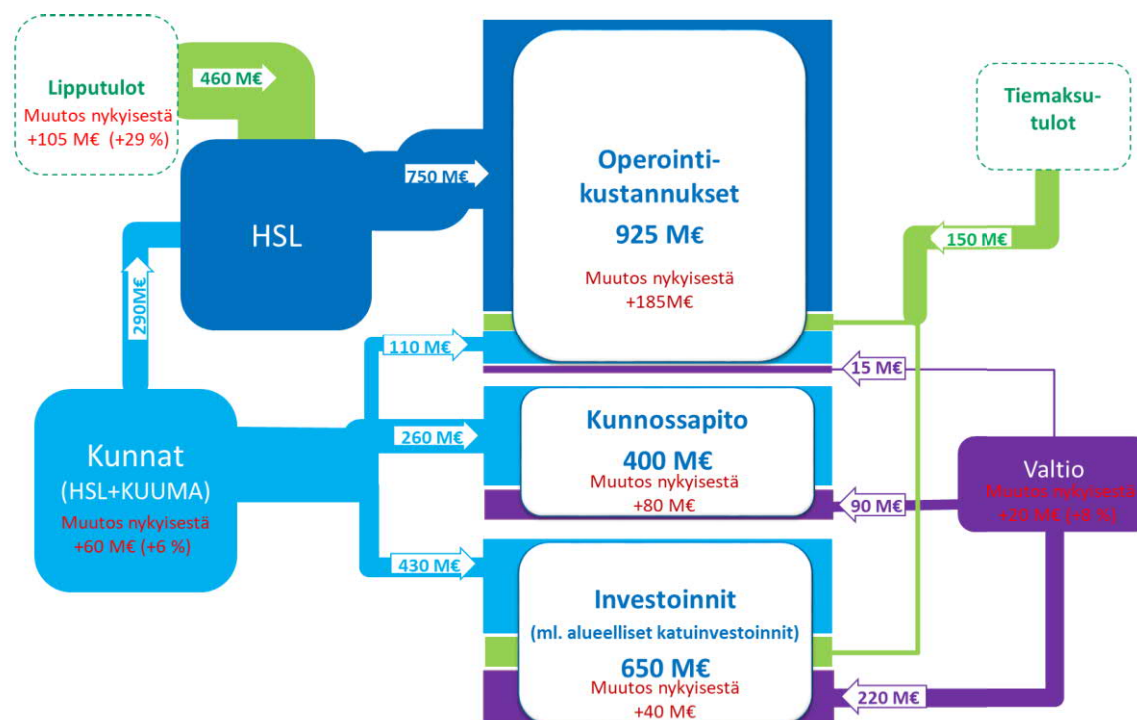 Lipputulot
Muutos nykyisestä
+105 M€ (+29 %)
460 M€
HSL
750 M€
290M€
Kunnat
(HSL+KUUMA)
Muutos nykyisestä
+60 M€ (+6 %)
110 M€
260 M€
430 M€
Operointi-
kustannukset
925 M€
Muutos nykyisestä
+185M€
Kunnossapito
400 M€
Muutos nykyisestä
+80 M€
Investoinnit
(ml. alueelliset katuinvestoinnit)
650 M€
Muutos nykyisestä
+40 M€
Tiemaksu-
tulot
150 M€
15 M€
90 M€
220 M€
Valtio
Muutos nykyisestä
+20 M€ (+8 %)